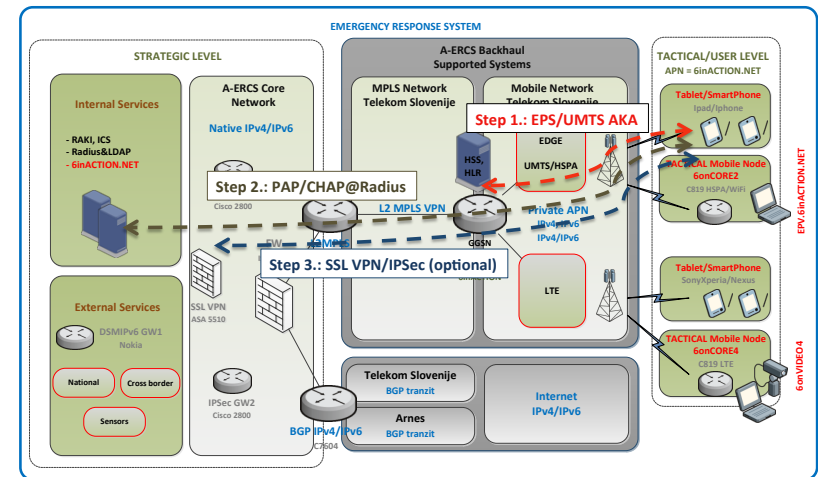 EMERGENCY RESPONSE SYSTEM
STRATEGIC LEVEL
Internal Services
- RAKI, ICS
- Radius&LDAP
- 6inACTION.NET
External Services
DSMIPv6 GW1
Nokia
National
Cross border
Sensors
A-ERCS Core
Network
Native IPv4/IPv6
Cisco 2800
Step 2.: PAP/CHAP@Radius
FW
SSL VPN
ASA 5510
IPSec GW2
Cisco 2800
BGP IPv4/IPv6
C7604
A-ERCS Backhaul
Supported Systems
MPLS Network
Telekom Slovenije
Mobile Network
Telekom Slovenije
Step 1.: EPS/UMTS AKA
HSS,
HLR
EDGE
UMTS/HSPA
L2 MPLS VPN
Private APN
IPv4/IPv6
IPv4/IPv6
GGSN
Step 3.: SSL VPN/IPSec (optional)
LTE
Telekom Slovenije
BGP tranzit
Arnes
BGP tranzit
Internet
IPv4/IPv6
TACTICAL/USER LEVEL
APN = 6inACTION.NET
Tablet/SmartPhone
Ipad/Iphone
TACTICAL Mobile Node
6onCORE2
C819 HSPA/WiFi
EPV.6inACTION.NET
Tablet/SmartPhone
SonyXperia/Nexus
TACTICAL Mobile Node
6onCORE4
C819 LTE
6onVIDEO4